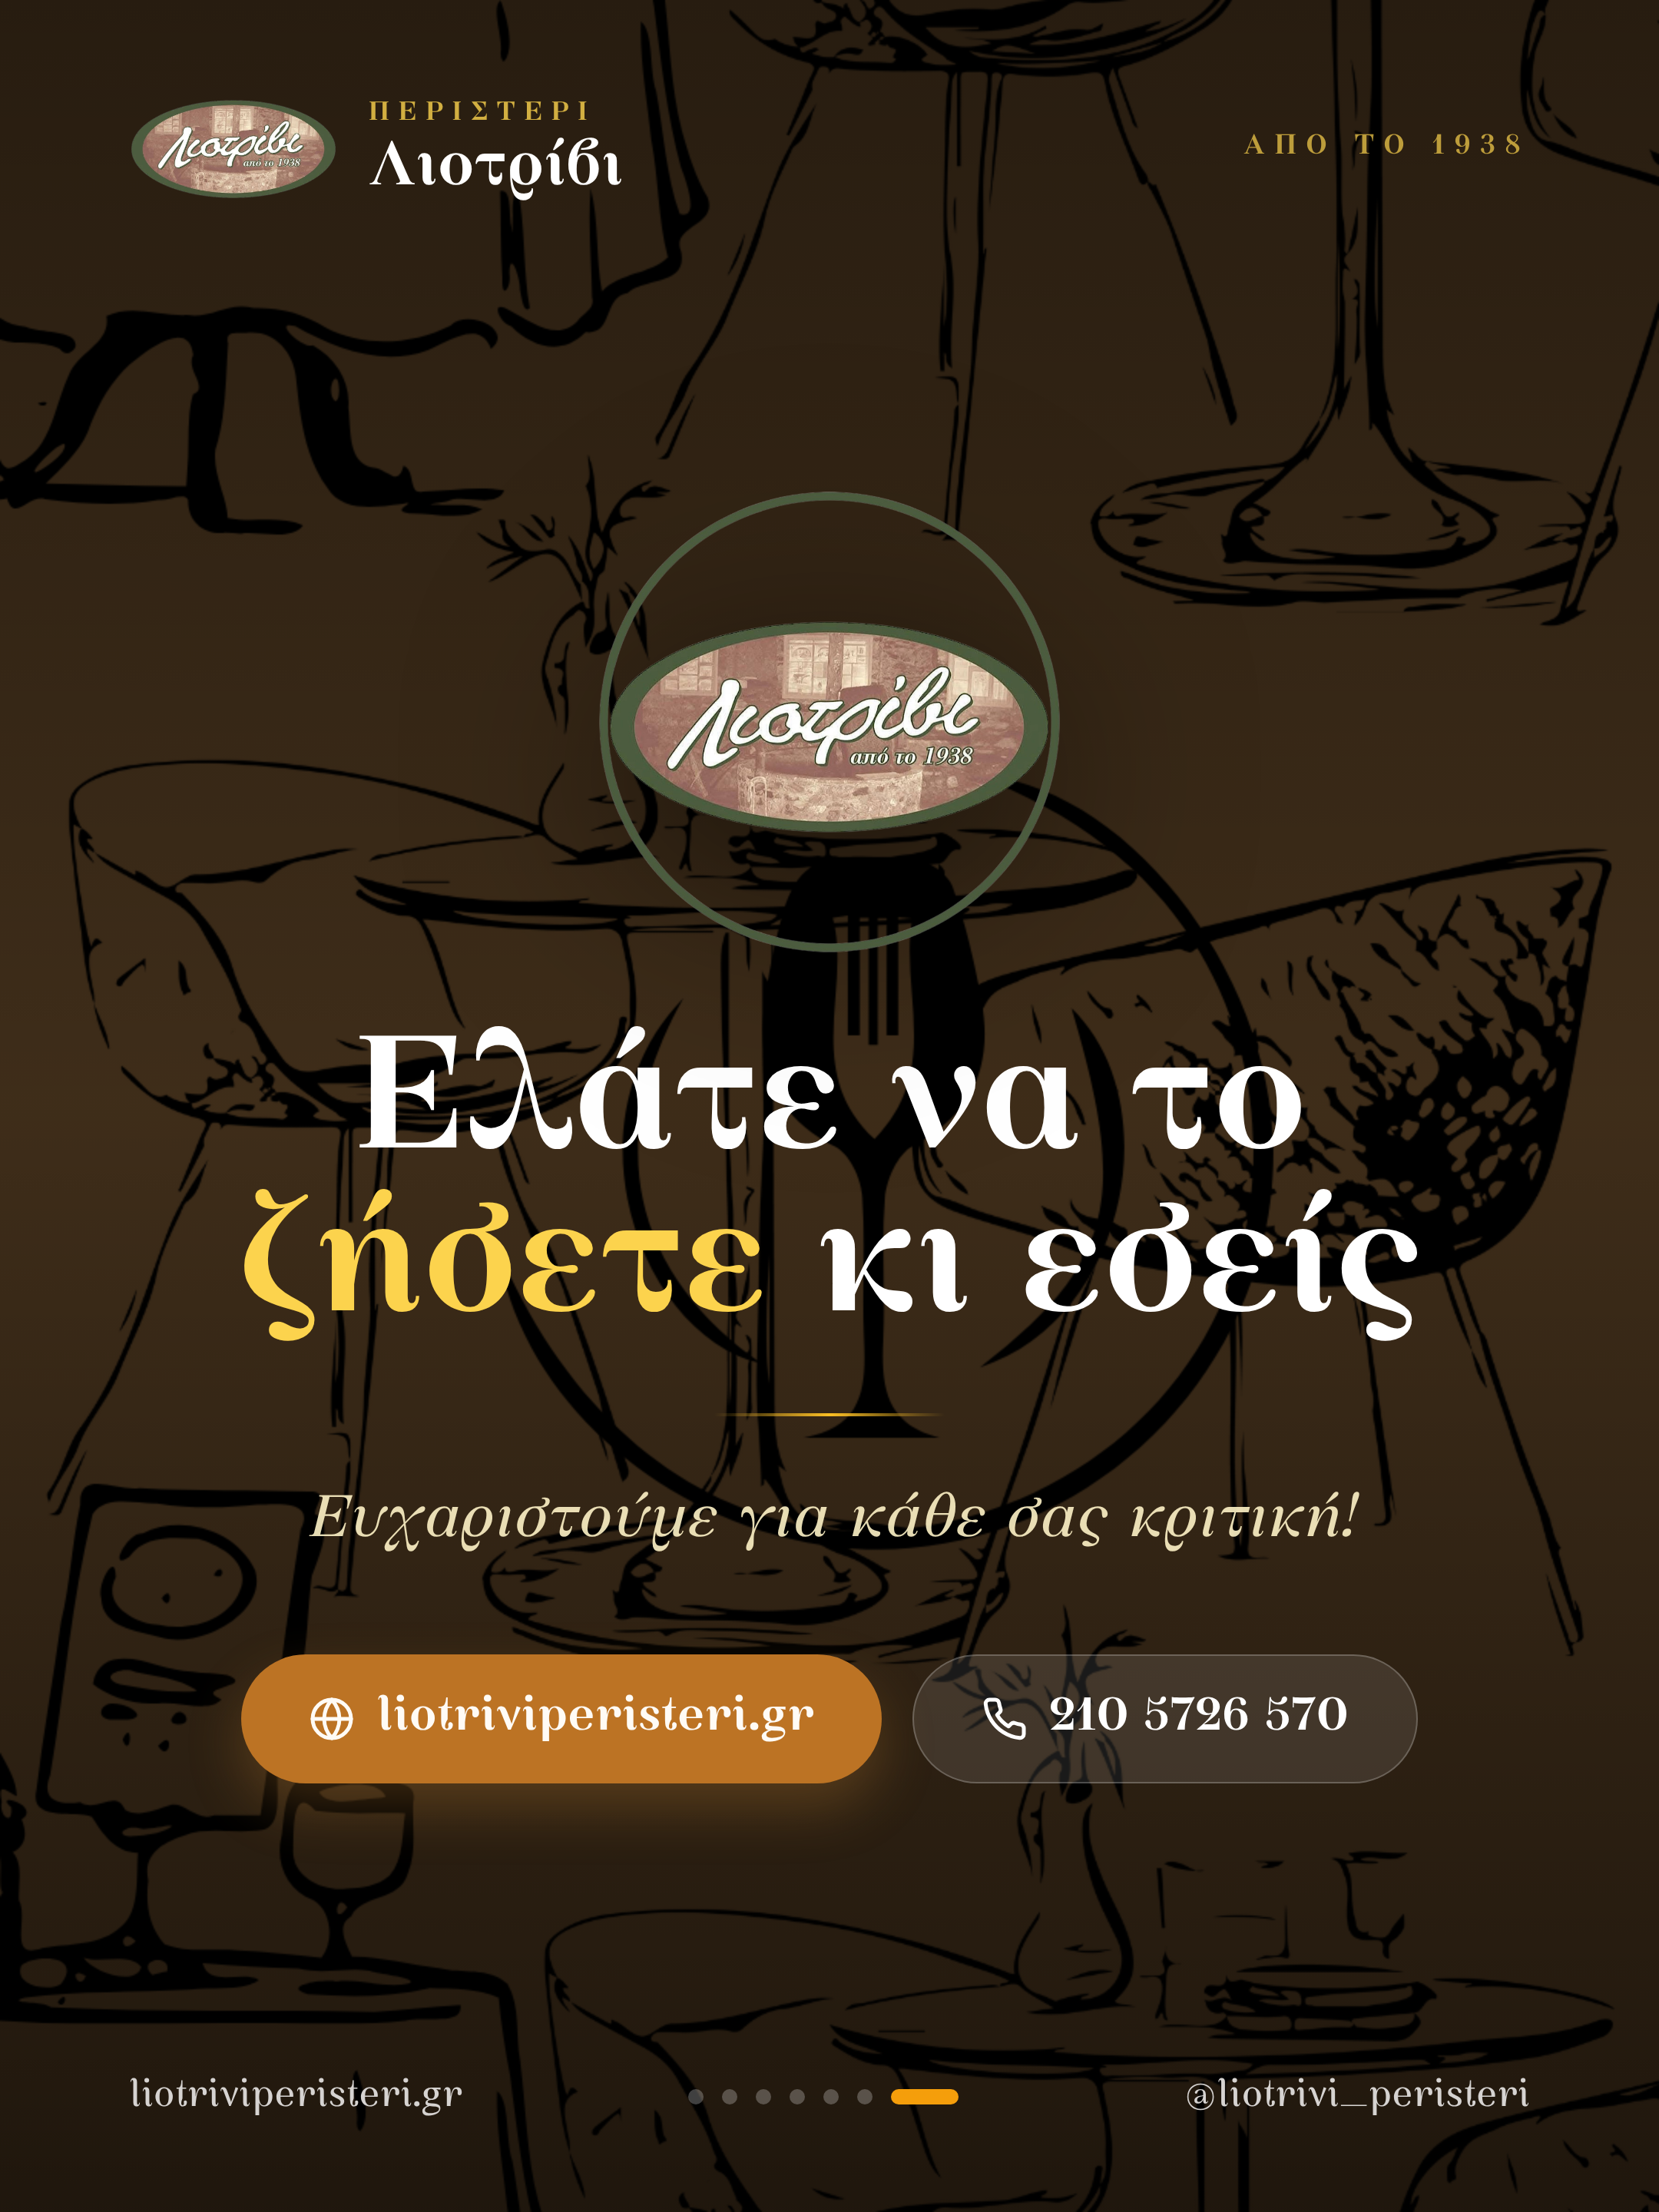 Λιοτρίβι
από το 1938
ΠΕΡΙΣΤΕΡΙ
Λιοτρίβι
ΑΠΟ ΤΟ 1938
Λιοτρίβι
από το 1938
Ελάτε να το
ζήσετε κι εσείς
Ευχαριστούμε για κάθε σας κριτική!
liotriviperisteri.gr
210 5726 570
liotriviperisteri.gr
@liotrivi_peristeri